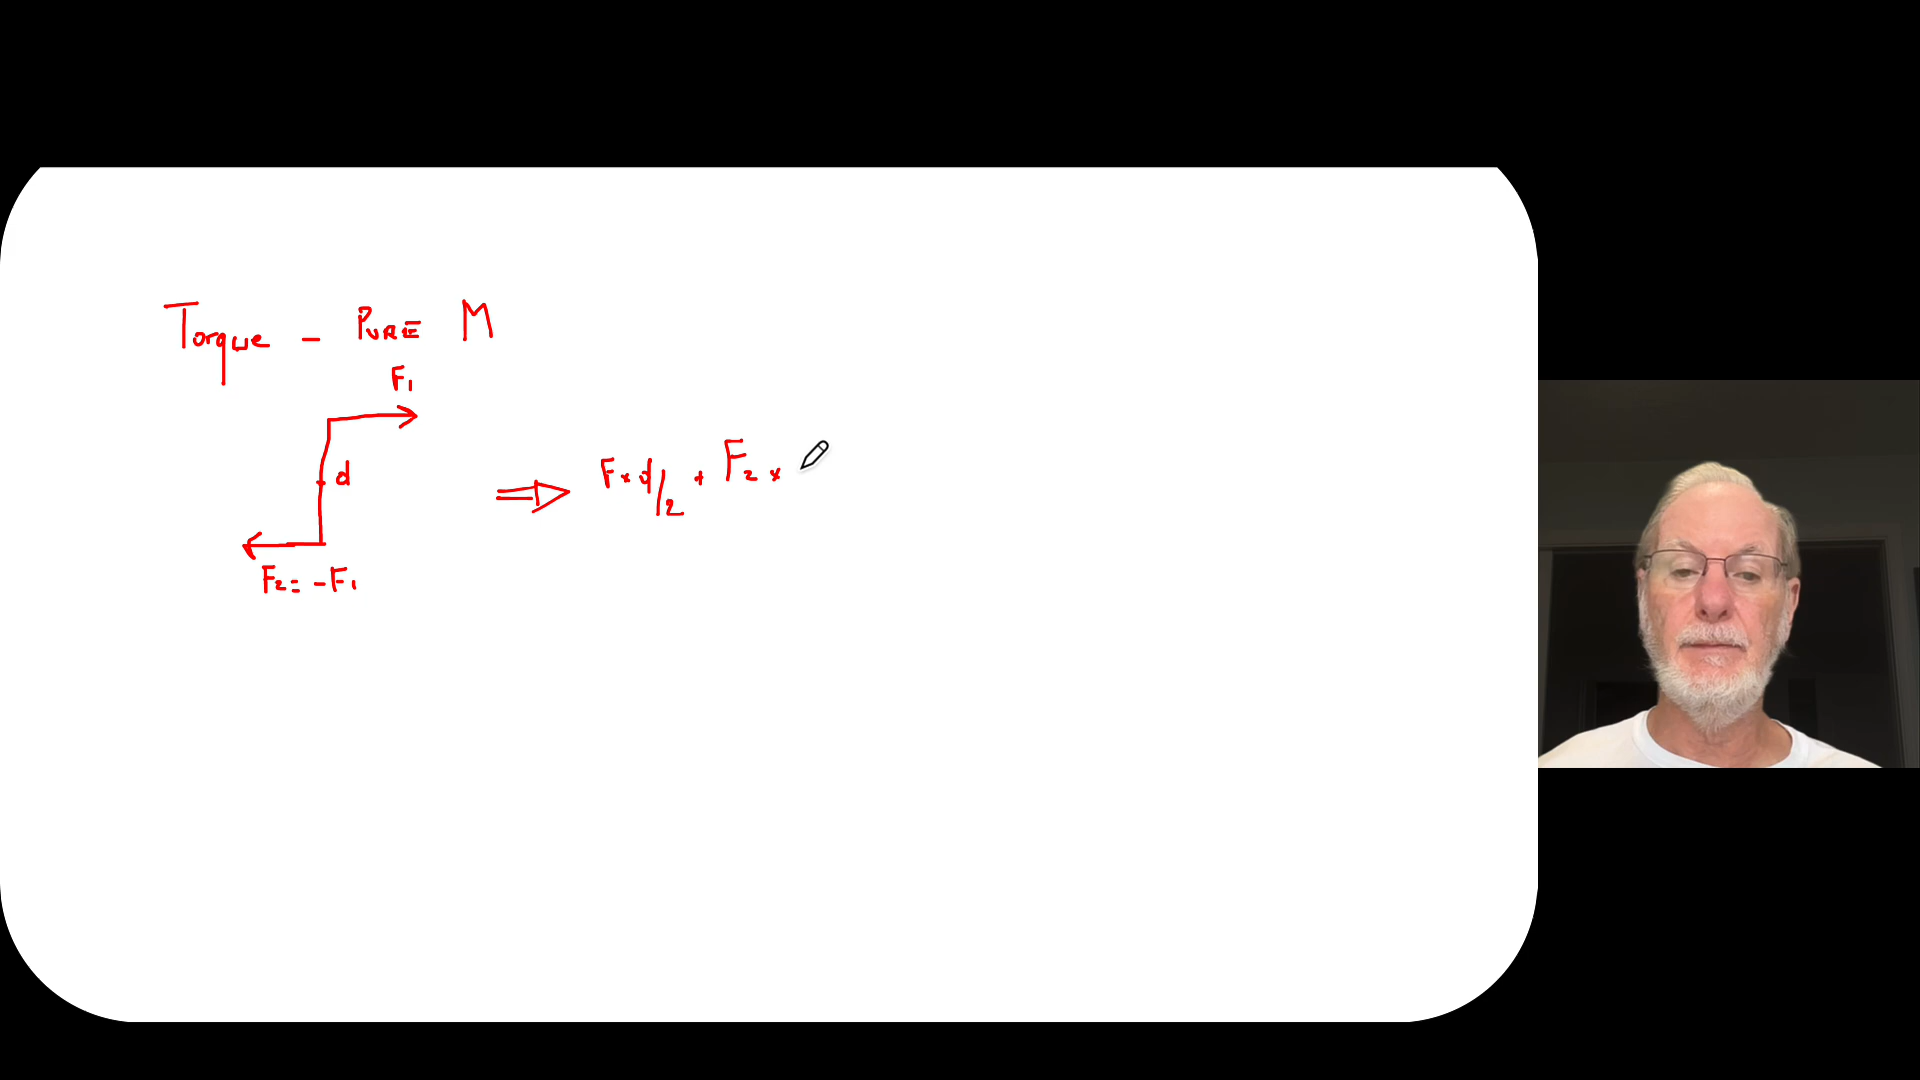 Torque - PURE M
F1
d
F x d/2 + F2 x
F2 = -F1